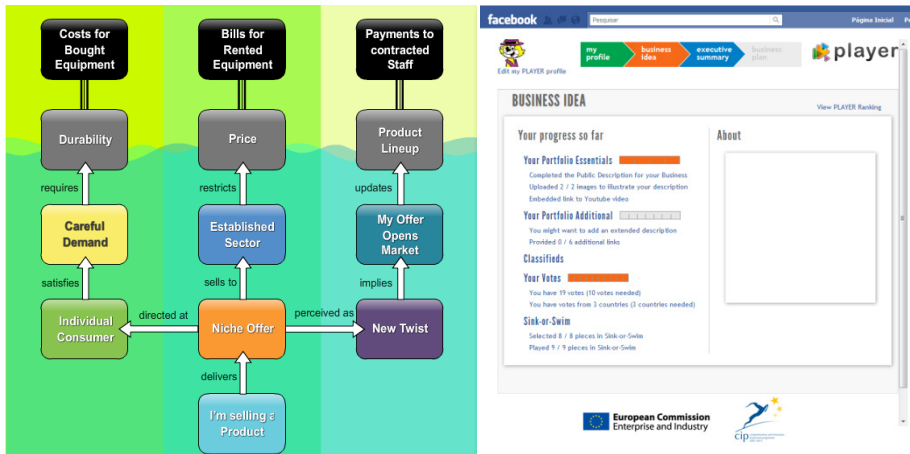 Costs for
Bought
Equipment
Bills for
Rented
Equipment
Payments to
contracted
Staff
Durability
Price
Product
Lineup
requires
restricts
updates
Careful
Demand
Established
Sector
My Offer
Opens
Market
satisfies
sells to
implies
Individual
Consumer
directed at
Niche Offer
perceived as
New Twist
delivers
I'm selling a
Product
facebook
Pesquisar
Página Inicial
Edit my PLAYER profile
my
profile
business
idea
executive
summary
business
plan
player
BUSINESS IDEA
View PLAYER Ranking
Your progress so far
Your Portfolio Essentials
Completed the Public Description for your Business
Uploaded 2 / 2 images to illustrate your description
Embedded link to Youtube video
Your Portfolio Additional
You might want to add an extended description
Provided 0 / 6 additional links
Classifieds
Your Votes
You have 19 votes (10 votes needed)
You have votes from 3 countries (3 countries needed)
Sink-or-Swim
Selected 8 / 8 pieces in Sink-or-Swim
Played 9 / 9 pieces in Sink-or-Swim
About
European Commission
Enterprise and Industry
cip